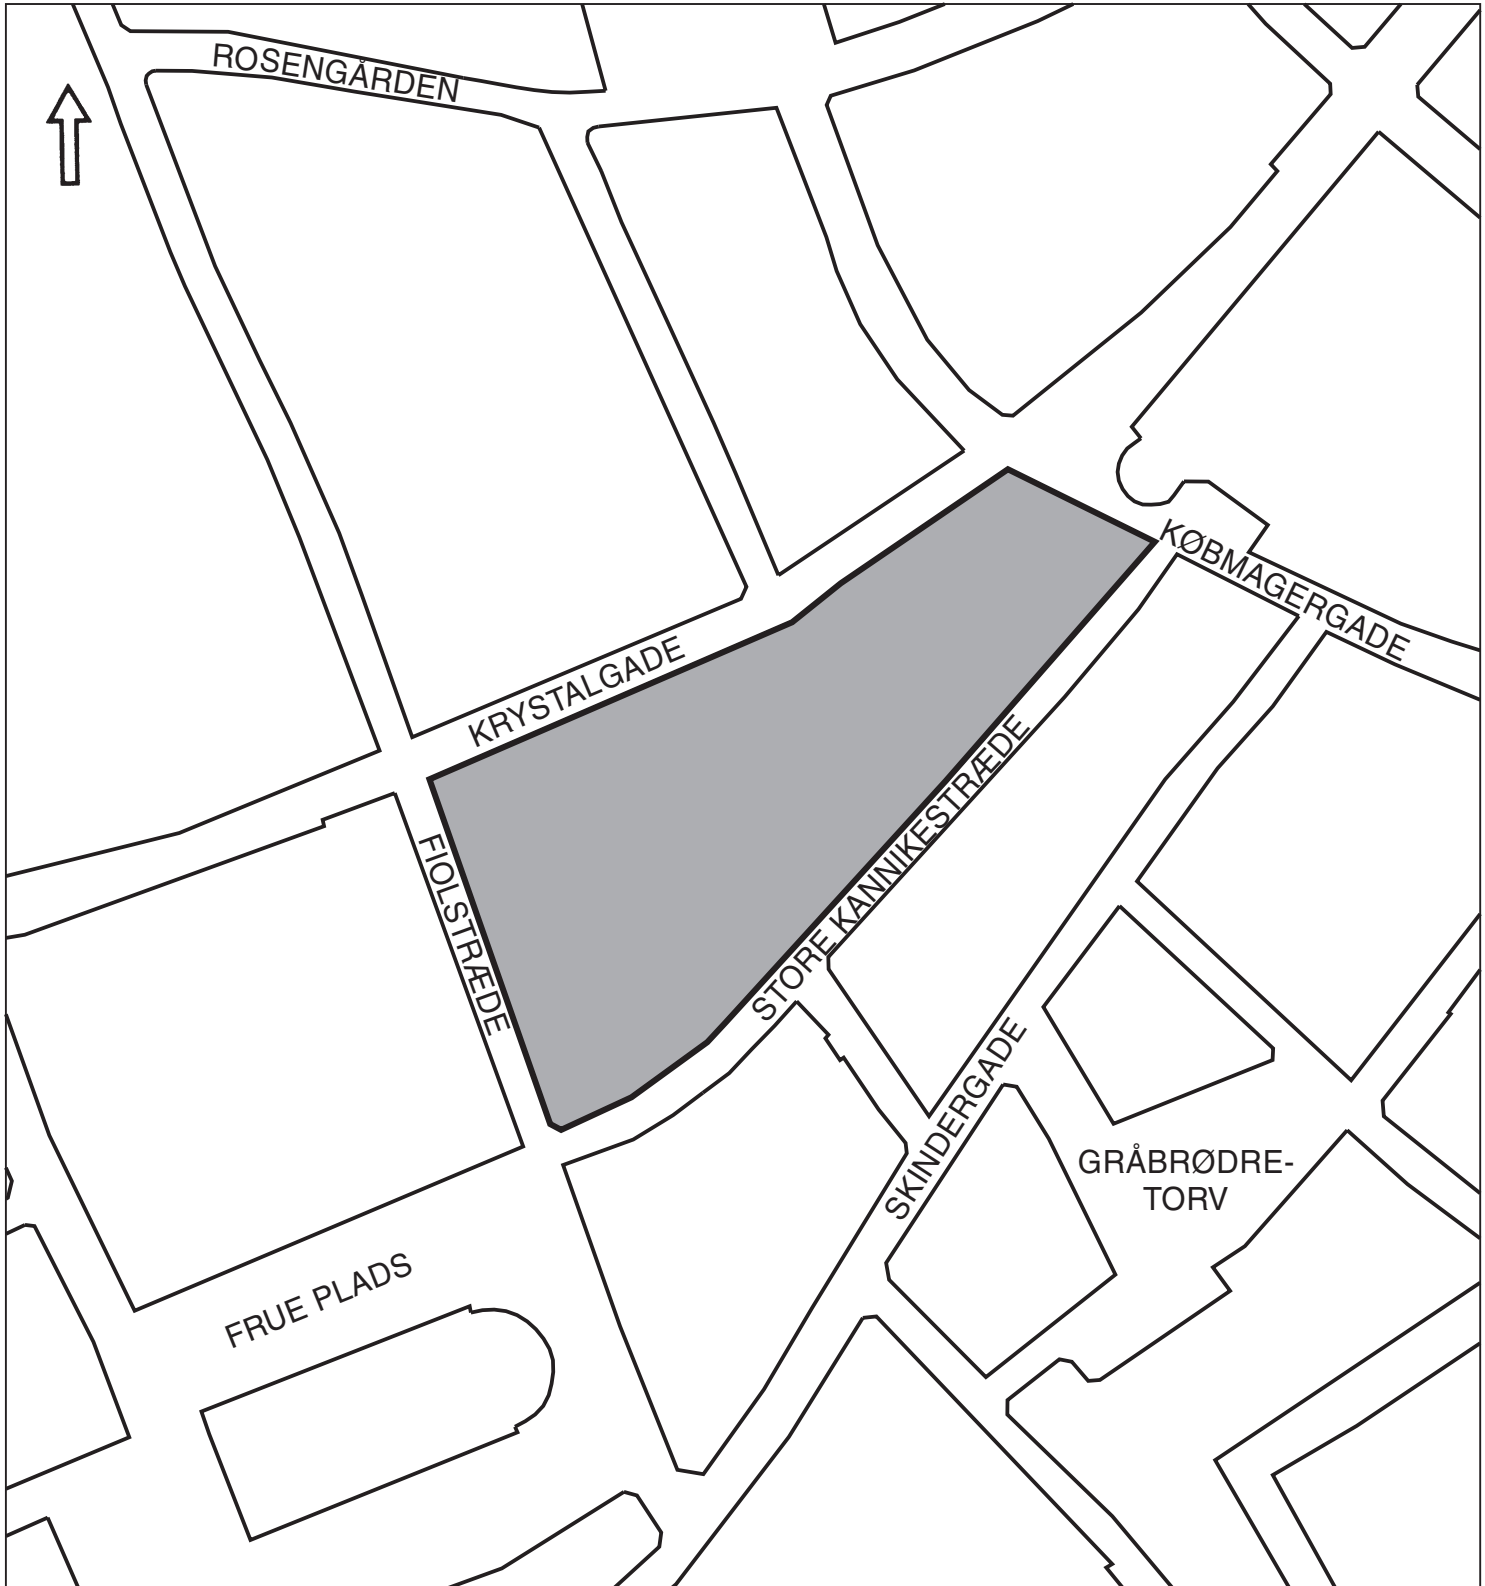 ROSENGÅRDEN
KØBMAGERGADE
KRYSTALGADE
STORE KANNIKESTRÆDE
FIOLSTRÆDE
SKINDERGADE
GRÅBRØDRE-
TORV
FRUE PLADS